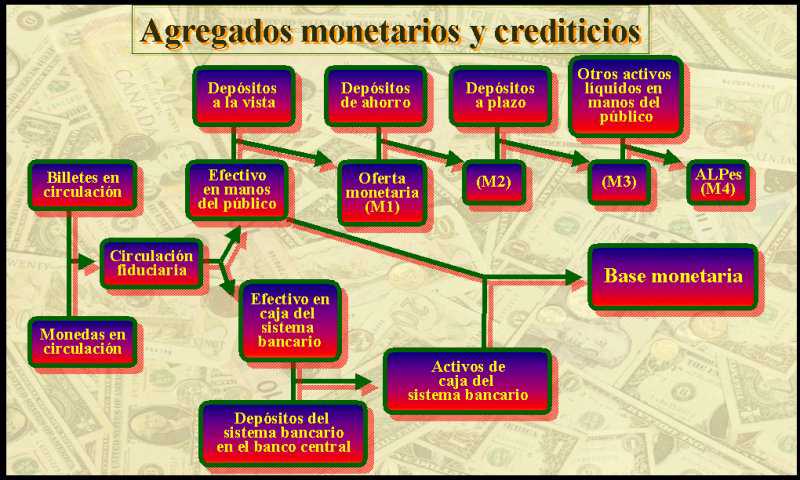 Agregados monetarios y crediticios
Depósitos
a la vista
Depósitos
de ahorro
Depósitos
a plazo
Otros activos
líquidos en
manos del
público
Billetes en
circulación
Efectivo
en manos
del público
Oferta
monetaria
(M1)
(M2)
(M3)
ALPes
(M4)
Circulación
fiduciaría
Base monetaria
Efectivo en
caja del
sistema
bancario
Monedas en
circulación
Activos de
caja del
sistema bancario
Depósitos del
sistema bancario
en el banco central